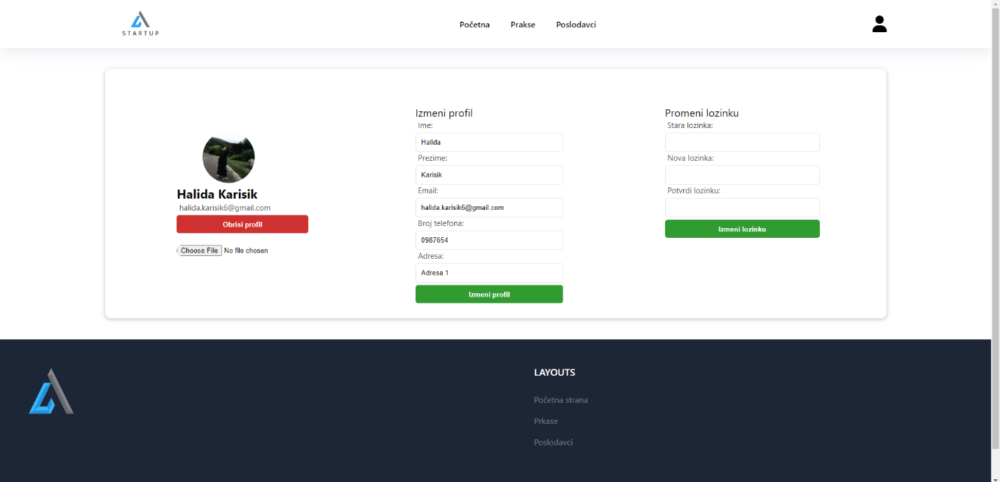 STARTUP
Početna
Prakse
Poslodavci
Halida Karisik
halida.karisik6@gmail.com
Obrisi profil
Choose File No file chosen
Izmeni profil
Ime:
Halida
Prezime:
Karisik
Email:
halida.karisik6@gmail.com
Broj telefona:
0987654
Adresa:
Adresa 1
Izmeni profil
Promeni lozinku
Stara lozinka:
Nova lozinka:
Potvrdi lozinku:
Izmeni lozinku
LAYOUTS
Početna strana
Prkase
Poslodavci